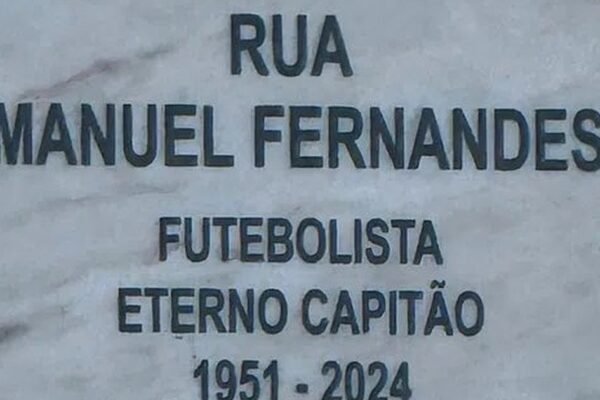 RUA
MANUEL FERNANDES
FUTEBOLISTA
ETERNO CAPITÃO
1951 - 2024